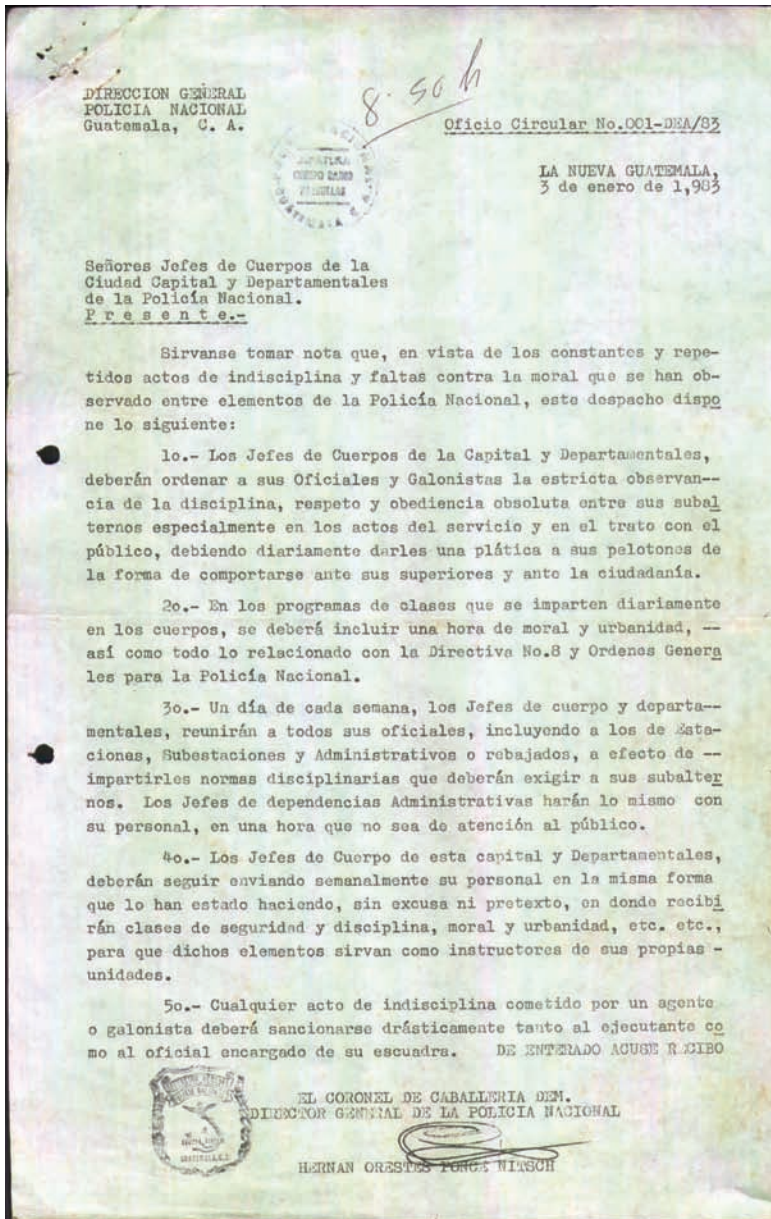 8.50 h
DIRECCION GENERAL
POLICIA NACIONAL
Guatemala, C. A.
Oficio Circular No.001-DEA/83
LA NUEVA GUATEMALA,
3 de enero de 1,983
Señores Jefes de Cuerpos de la
Ciudad Capital y Departamentales
de la Policía Nacional.
P r e s e n t e.-
Sirvanse tomar nota que, en vista de los constantes y repe-
tidos actos de indisciplina y faltas contra la moral que se han ob-
servado entre elementos de la Policía Nacional, este despacho dispo
ne lo siguiente:
1o.- Los Jefes de Cuerpos de la Capital y Departamentales,
deberán ordenar a sus Oficiales y Galonistas la estricta observan--
cia de la disciplina, respeto y obediencia absoluta entre sus subal
ternos especialmente en los actos del servicio y en el trato con el
público, debiendo diariamente darles una plática a sus pelotones de
la forma de comportarse ante sus superiores y ante la ciudadanía.
2o.- En los programas de clases que se imparten diariamente
en los cuerpos, se deberá incluir una hora de moral y urbanidad, --
así como todo lo relacionado con la Directiva No.8 y Ordenes Genera
les para la Policía Nacional.
3o.- Un día de cada semana, los Jefes de cuerpo y departa--
mentales, reunirán a todos sus oficiales, incluyendo a los de Esta-
ciones, Subestaciones y Administrativos o rebajados, a efecto de --
impartirles normas disciplinarias que deberán exigir a sus subalter
nos. Los Jefes de dependencias Administrativas harán lo mismo con
su personal, en una hora que no sea de atención al público.
4o.- Los Jefes de Cuerpo de esta capital y Departamentales,
deberán seguir enviando semanalmente su personal en la misma forma
que lo han estado haciendo, sin excusa ni pretexto, en donde recibi
rán clases de seguridad y disciplina, moral y urbanidad, etc. etc.,
para que dichos elementos sirvan como instructores de sus propias -
unidades.
5o.- Cualquier acto de indisciplina cometido por un agente
o galonista deberá sancionarse drásticamente tanto al ejecutante co
mo al oficial encargado de su escuadra. DE ENTERADO ACUSE RECIBO
EL CORONEL DE CABALLERIA DEM.
DIRECTOR GENERAL DE LA POLICIA NACIONAL
HERNAN ORESTES PONCE NITSCH